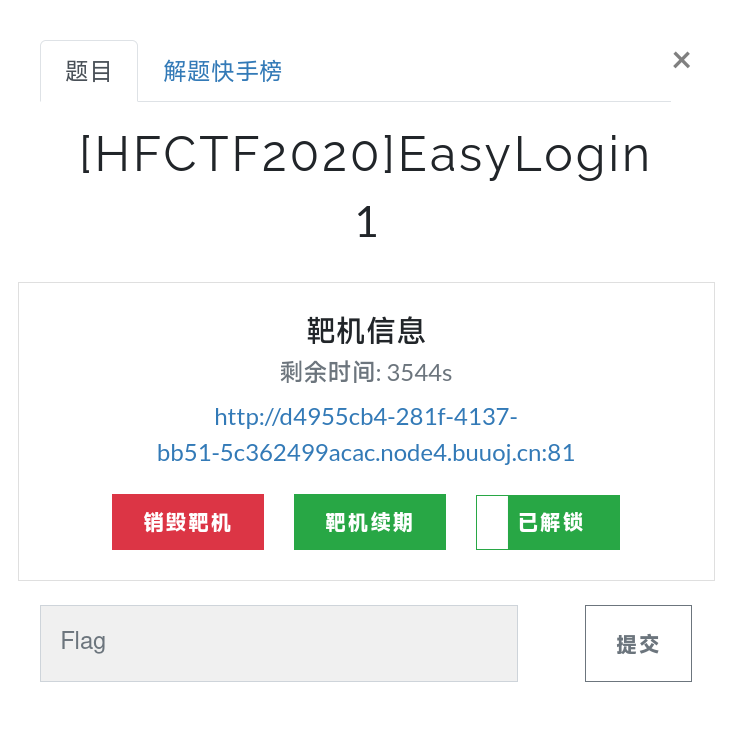 题目 解题快手榜 ×
[HFCTF2020]EasyLogin
1
靶机信息
剩余时间: 3544s
http://d4955cb4-281f-4137-
bb51-5c362499acac.node4.buuoj.cn:81
销毁靶机 靶机续期 已解锁
Flag 提交